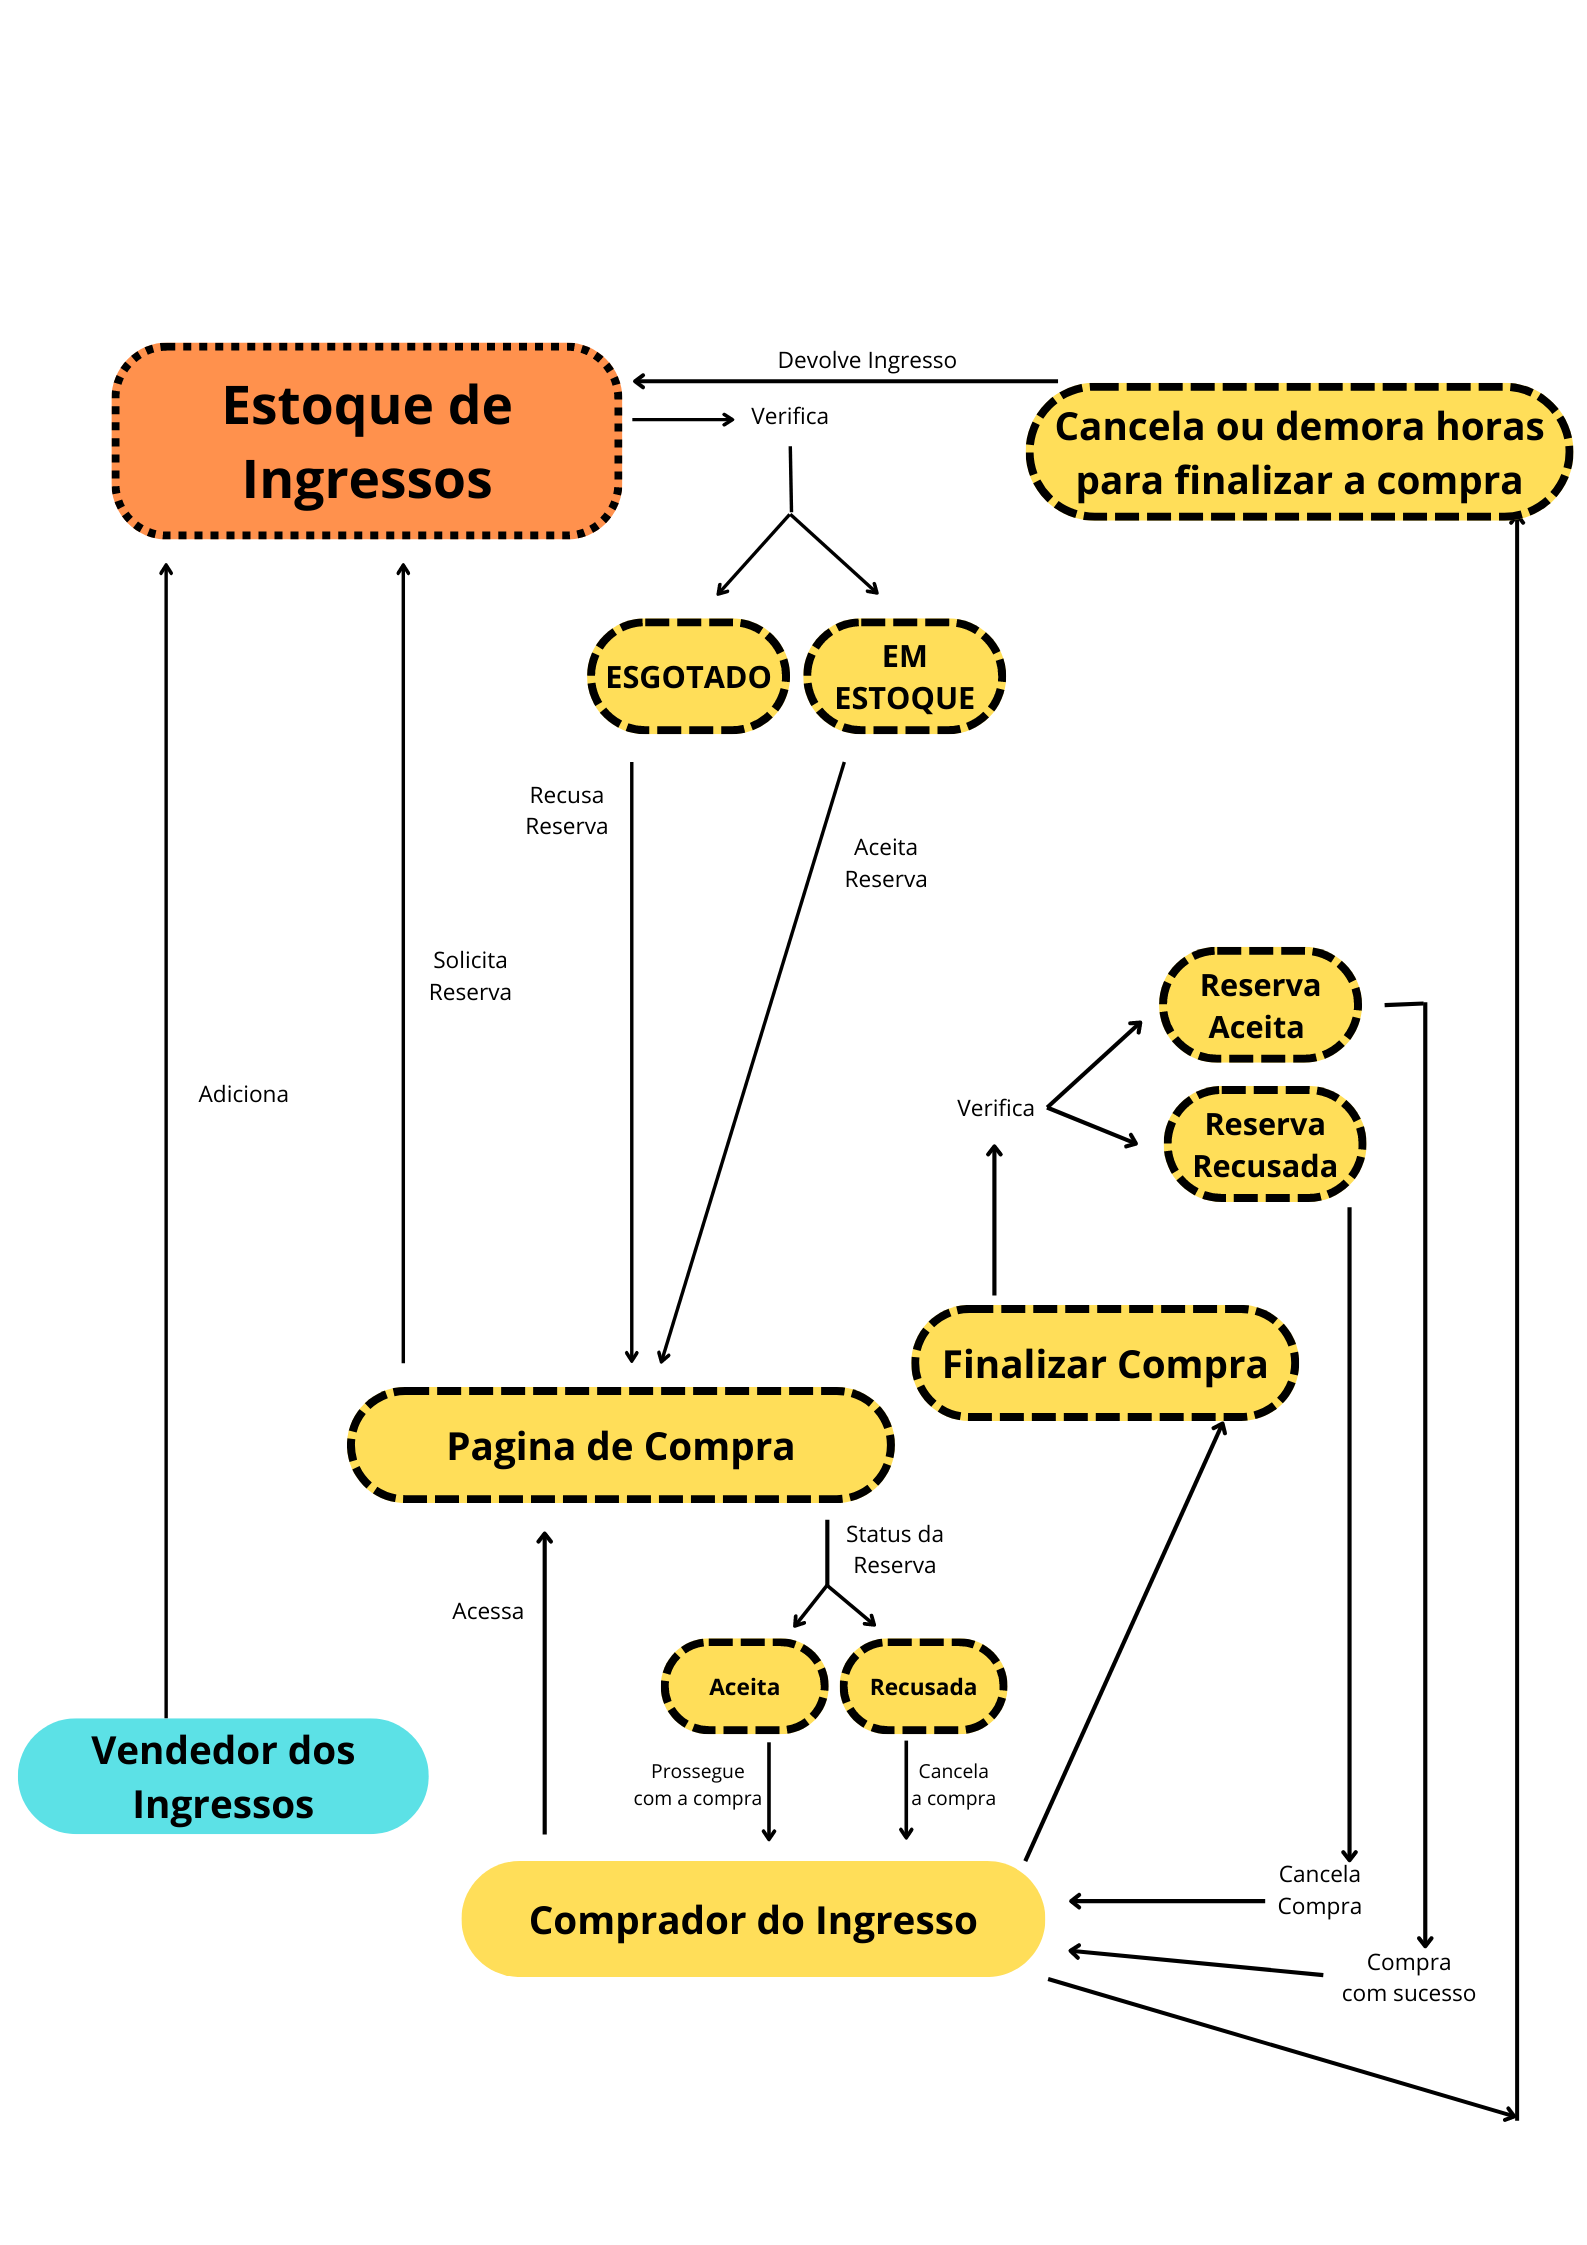 Devolve Ingresso
Estoque de
Ingressos
Verifica
Cancela ou demora horas
para finalizar a compra
ESGOTADO
EM
ESTOQUE
Recusa
Reserva
Aceita
Reserva
Solicita
Reserva
Adiciona
Reserva
Aceita
Verifica
Reserva
Recusada
Finalizar Compra
Pagina de Compra
Status da
Reserva
Acessa
Aceita
Recusada
Vendedor dos
Ingressos
Prossegue
com a compra
Cancela
a compra
Cancela
Compra
Comprador do Ingresso
Compra
com sucesso